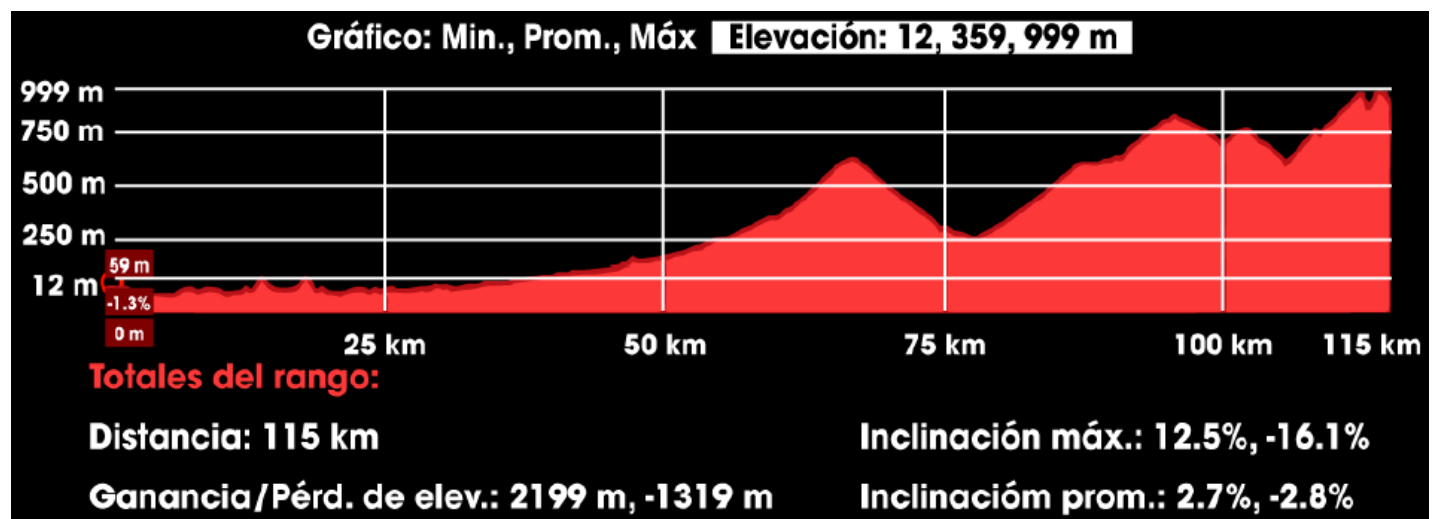 Gráfico: Min., Prom., Máx Elevación: 12, 359, 999 m
999 m
750 m
500 m
250 m
59 m
12 m
-1.3%
0 m
25 km 50 km 75 km 100 km 115 km
Totales del rango:
Distancia: 115 km
Inclinación máx.: 12.5%, -16.1%
Ganancia/Pérd. de elev.: 2199 m, -1319 m
Inclinacióm prom.: 2.7%, -2.8%